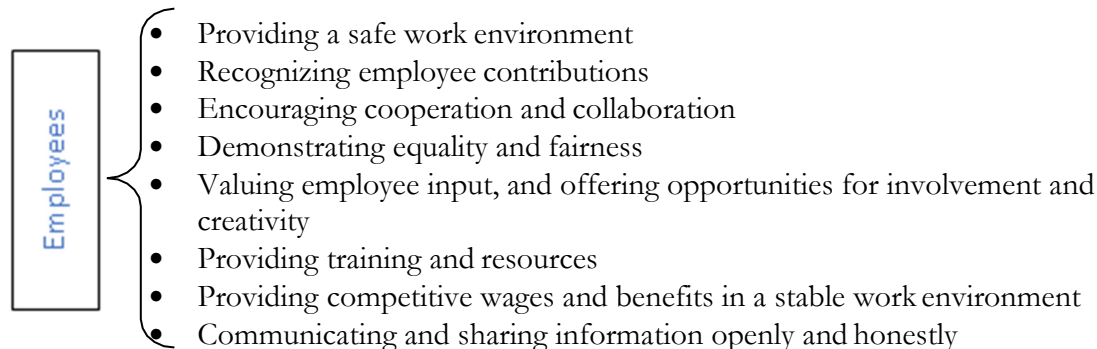 Employees
• Providing a safe work environment
• Recognizing employee contributions
• Encouraging cooperation and collaboration
• Demonstrating equality and fairness
• Valuing employee input, and offering opportunities for involvement and
creativity
• Providing training and resources
• Providing competitive wages and benefits in a stable work environment
• Communicating and sharing information openly and honestly